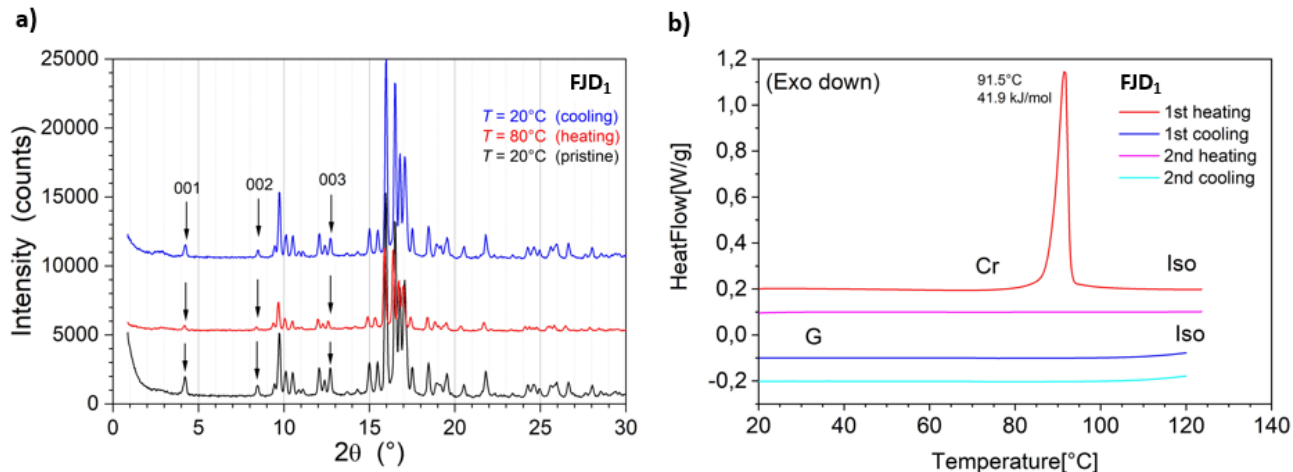 a)
25000
20000
15000
10000
5000
0
Intensity (counts)
FJD₁
T = 20°C (cooling)
T = 80°C (heating)
T = 20°C (pristine)
001
002
003
0
5
10
15
20
25
30
2θ (°)
b)
1,2
1,0
0,8
0,6
0,4
0,2
0,0
-0,2
HeatFlow[W/g]
(Exo down)
91.5°C
41.9 kJ/mol
FJD₁
1st heating
1st cooling
2nd heating
2nd cooling
Cr
Iso
G
Iso
20
40
60
80
100
120
140
Temperature[°C]